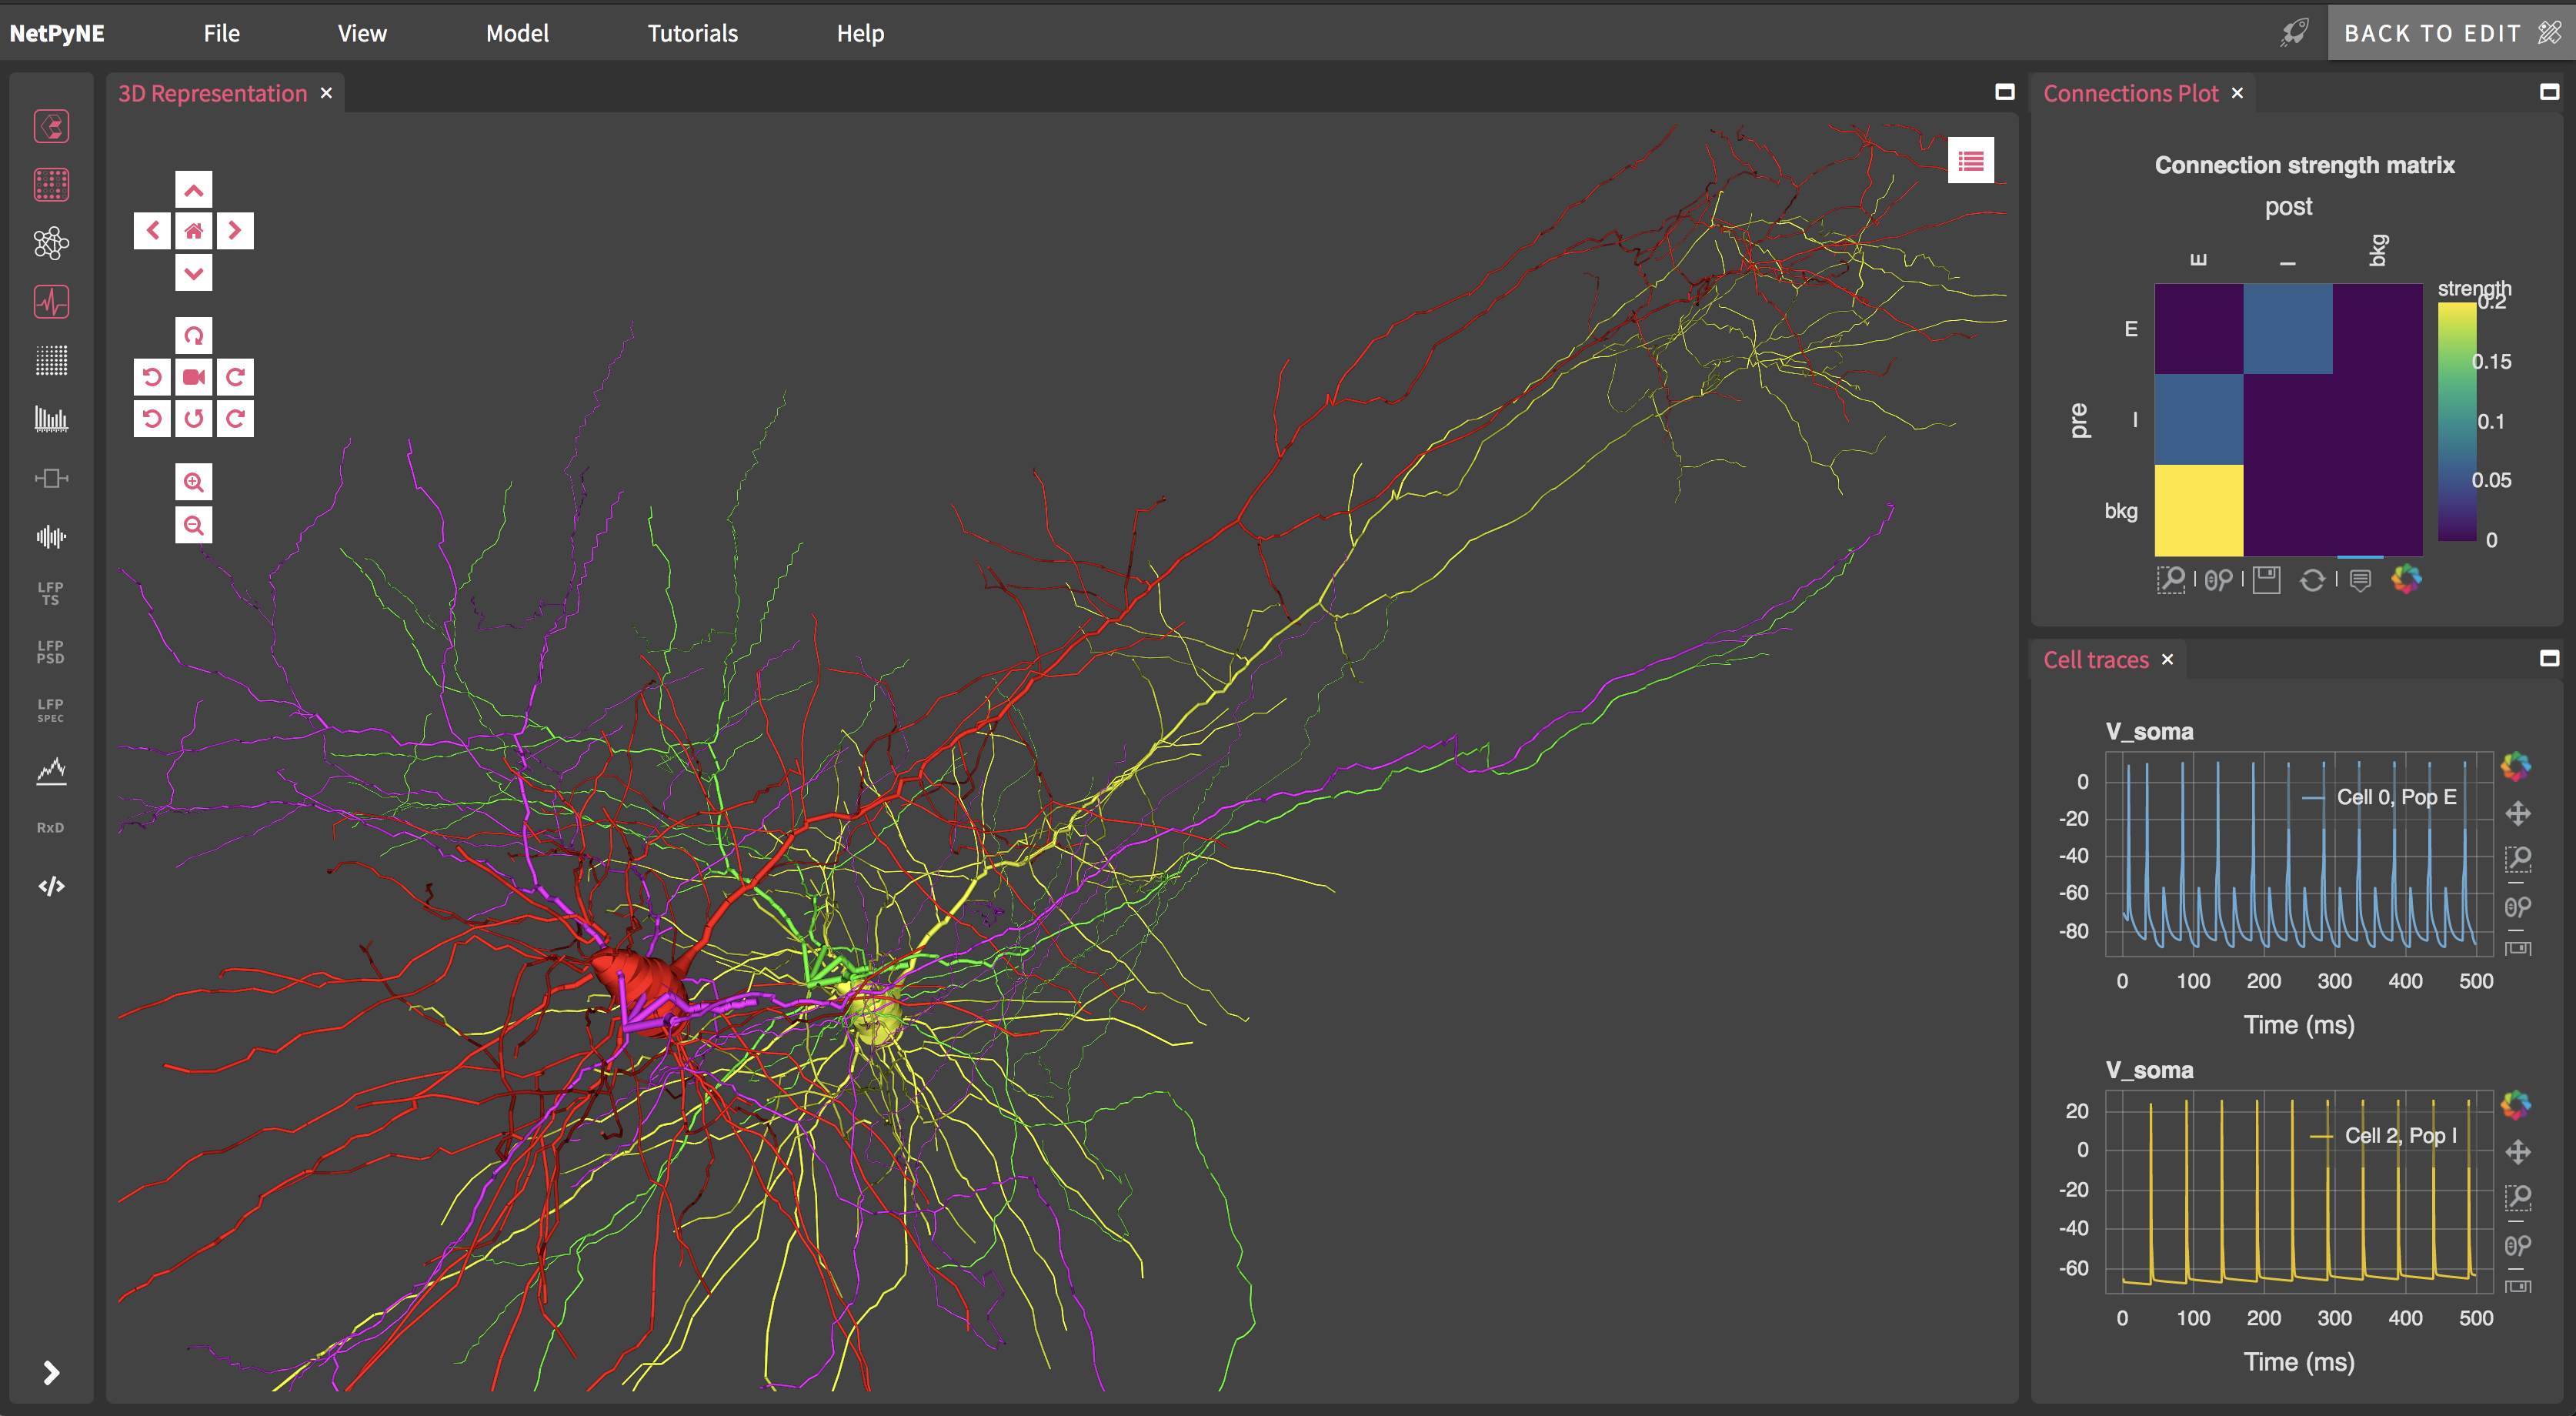 NetPyNE File View Model Tutorials Help BACK TO EDIT
3D Representation
LFP
TS
LFP
PSD
LFP
SPEC
RxD
Connections Plot
Connection strength matrix
post
E I bkg
strength
0.2
0.15
0.1
0.05
0
pre
E
I
bkg
Cell traces
V_soma
Cell 0, Pop E
0
-20
-40
-60
-80
0 100 200 300 400 500
Time (ms)
V_soma
Cell 2, Pop I
20
0
-20
-40
-60
0 100 200 300 400 500
Time (ms)